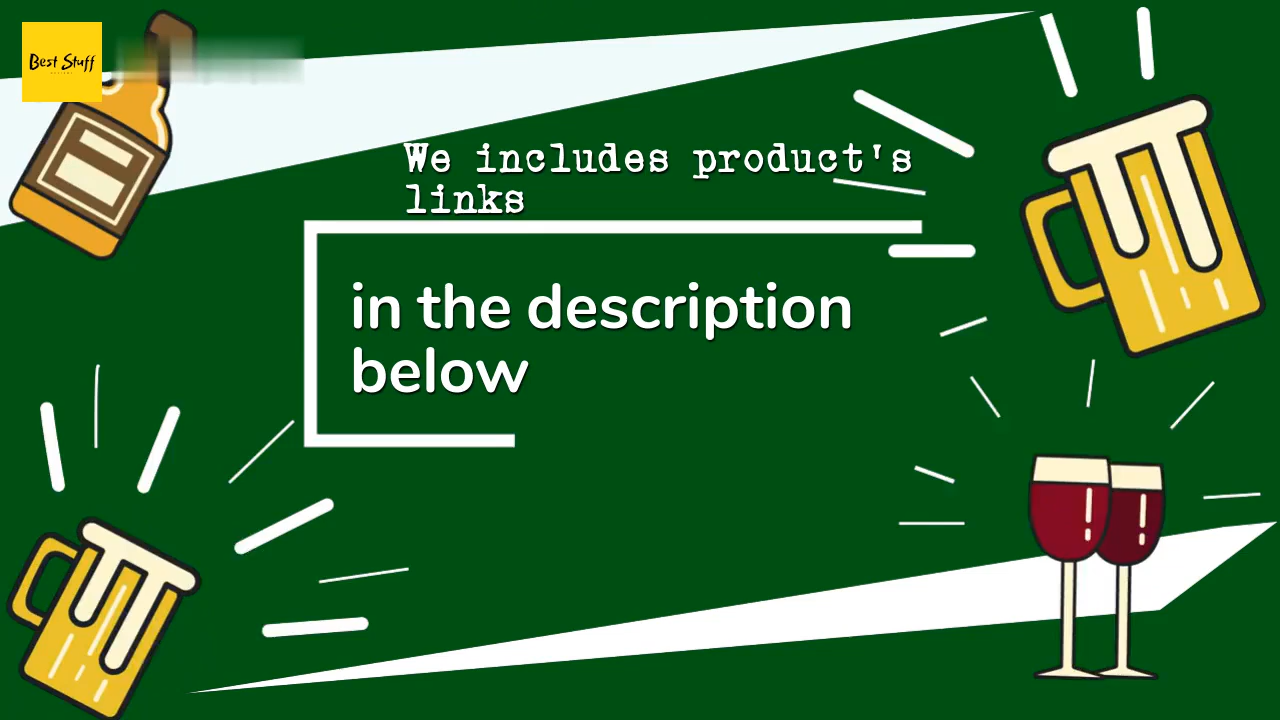 Best Stuff
We includes product's
links
in the description
below